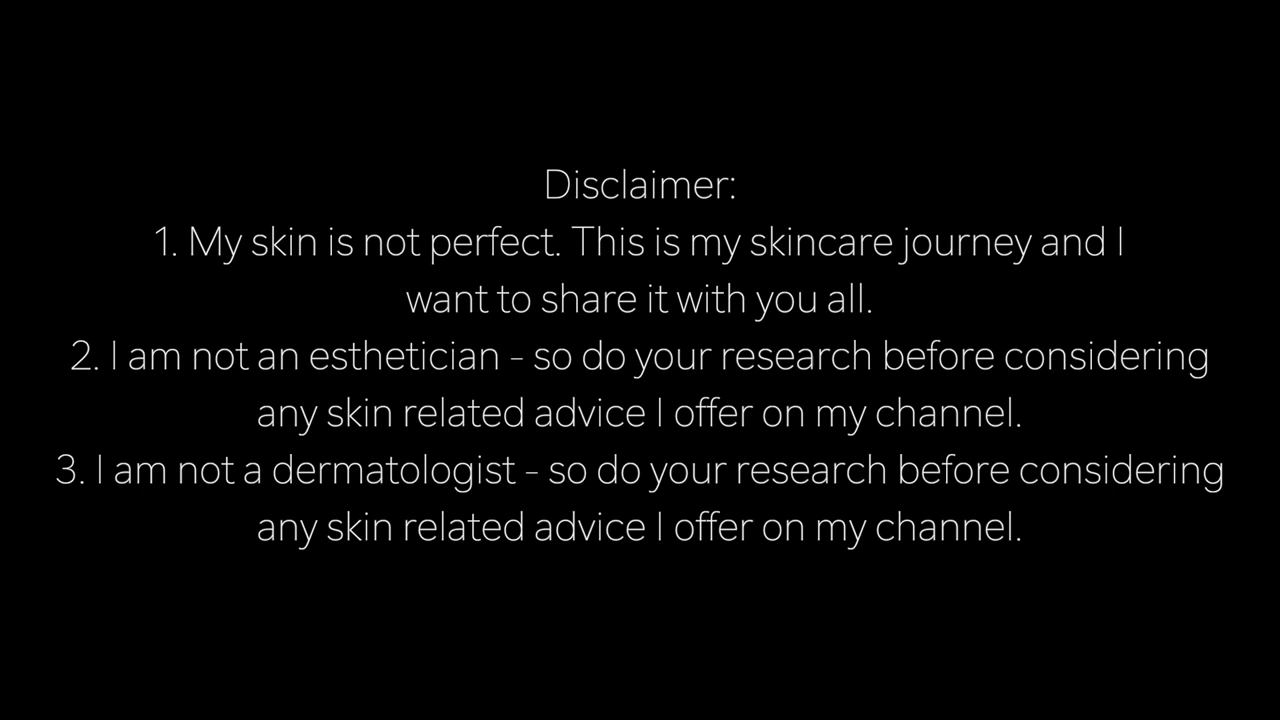 Disclaimer:
1. My skin is not perfect. This is my skincare journey and I
want to share it with you all.
2. I am not an esthetician - so do your research before considering
any skin related advice I offer on my channel.
3. I am not a dermatologist - so do your research before considering
any skin related advice I offer on my channel.